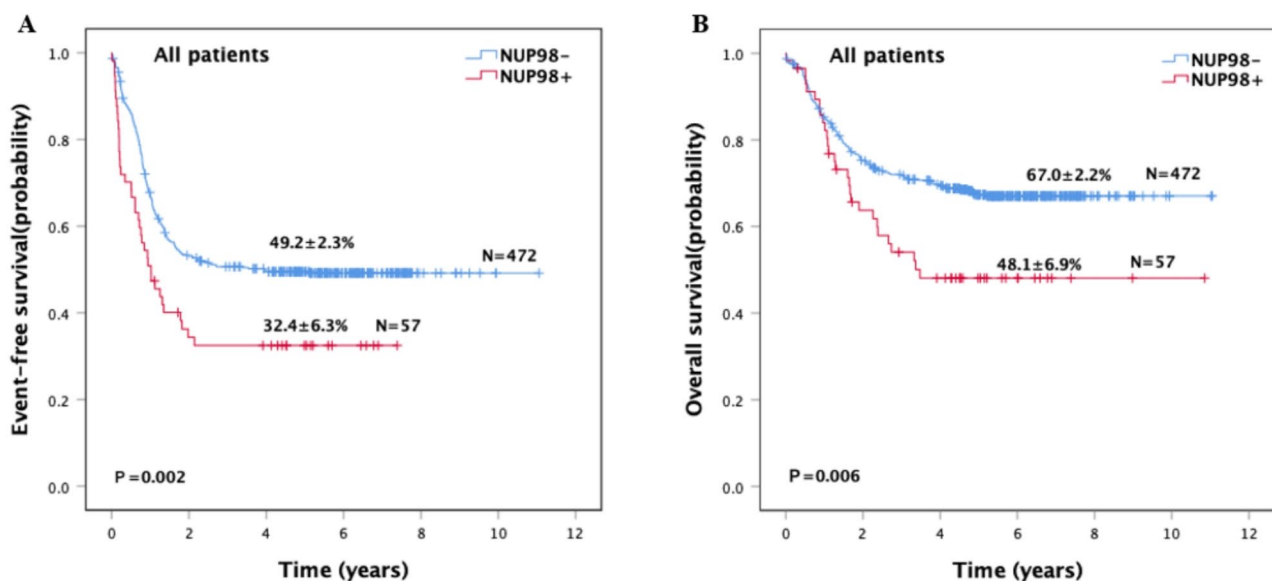 A
All patients
NUP98-
NUP98+
1.0
0.8
0.6
0.4
0.2
0.0
Event-free survival(probability)
49.2±2.3%
N=472
32.4±6.3%
N=57
P=0.002
0 2 4 6 8 10 12
Time (years)
B
All patients
NUP98-
NUP98+
1.0
0.8
0.6
0.4
0.2
0.0
Overall survival(probability)
67.0±2.2%
N=472
48.1±6.9%
N=57
P=0.006
0 2 4 6 8 10 12
Time (years)